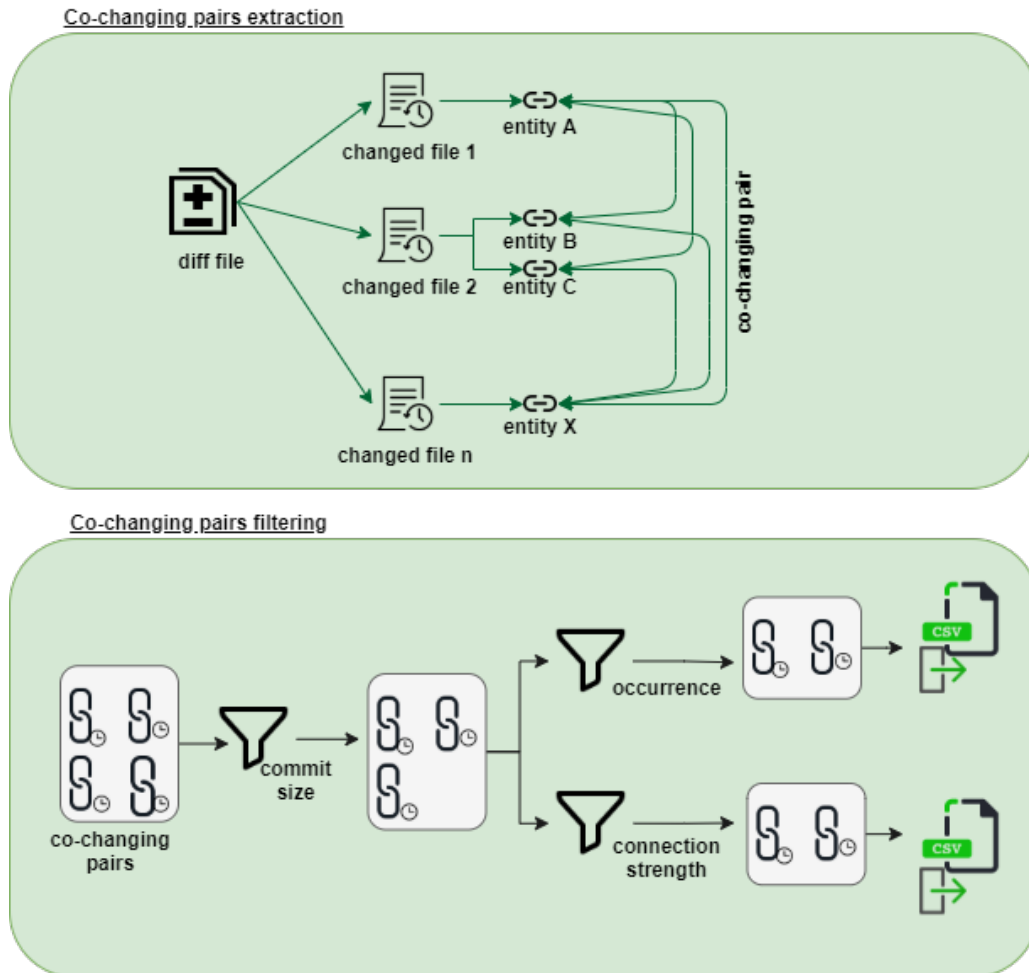 Co-changing pairs extraction
entity A
changed file 1
co-changing pair
entity B
diff file
changed file 2
entity C
entity X
changed file n
Co-changing pairs filtering
CSV
occurrence
commit
size
co-changing
pairs
connection
strength
CSV